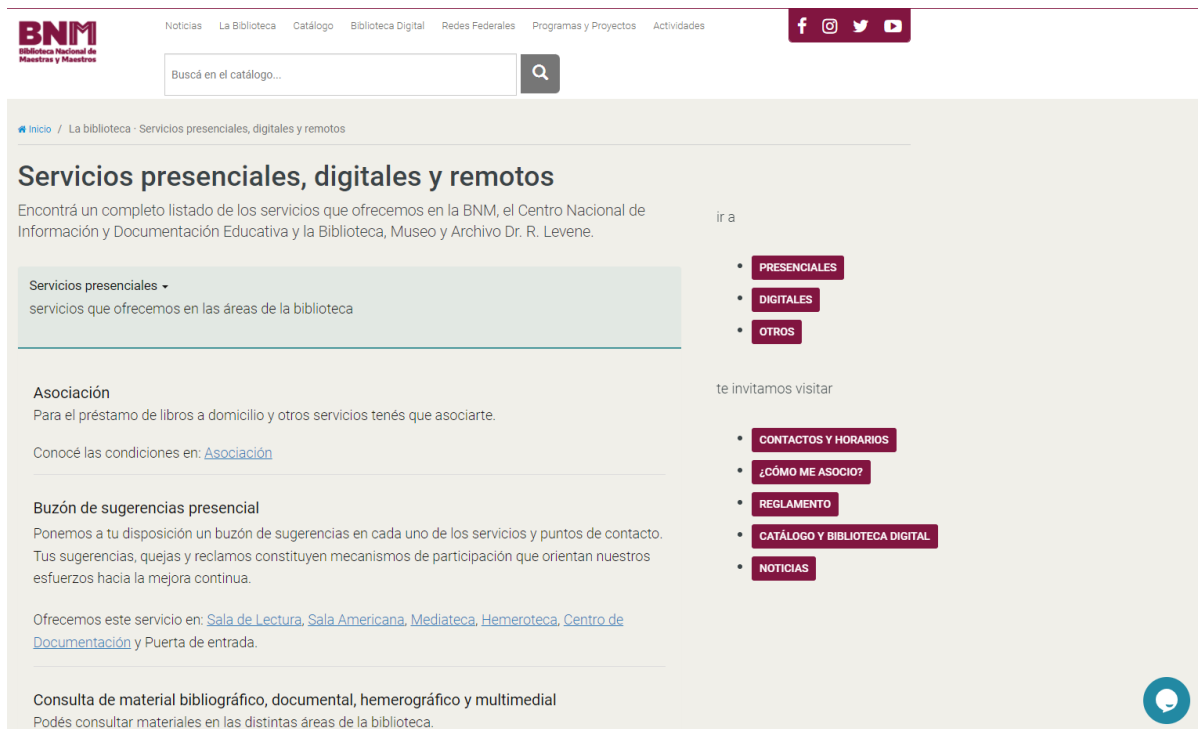 BNM
Biblioteca Nacional de
Maestras y Maestros
Noticias La Biblioteca Catálogo Biblioteca Digital Redes Federales Programas y Proyectos Actividades
Buscá en el catálogo...
Inicio / La biblioteca · Servicios presenciales, digitales y remotos
Servicios presenciales, digitales y remotos
Encontrá un completo listado de los servicios que ofrecemos en la BNM, el Centro Nacional de
Información y Documentación Educativa y la Biblioteca, Museo y Archivo Dr. R. Levene.
Servicios presenciales
servicios que ofrecemos en las áreas de la biblioteca
Asociación
Para el préstamo de libros a domicilio y otros servicios tenés que asociarte.
Conocé las condiciones en: Asociación
Buzón de sugerencias presencial
Ponemos a tu disposición un buzón de sugerencias en cada uno de los servicios y puntos de contacto.
Tus sugerencias, quejas y reclamos constituyen mecanismos de participación que orientan nuestros
esfuerzos hacia la mejora continua.
Ofrecemos este servicio en: Sala de Lectura, Sala Americana, Mediateca, Hemeroteca, Centro de
Documentación y Puerta de entrada.
Consulta de material bibliográfico, documental, hemerográfico y multimedial
Podés consultar materiales en las distintas áreas de la biblioteca.
ir a
PRESENCIALES
DIGITALES
OTROS
te invitamos visitar
CONTACTOS Y HORARIOS
¿CÓMO ME ASOCIO?
REGLAMENTO
CATÁLOGO Y BIBLIOTECA DIGITAL
NOTICIAS